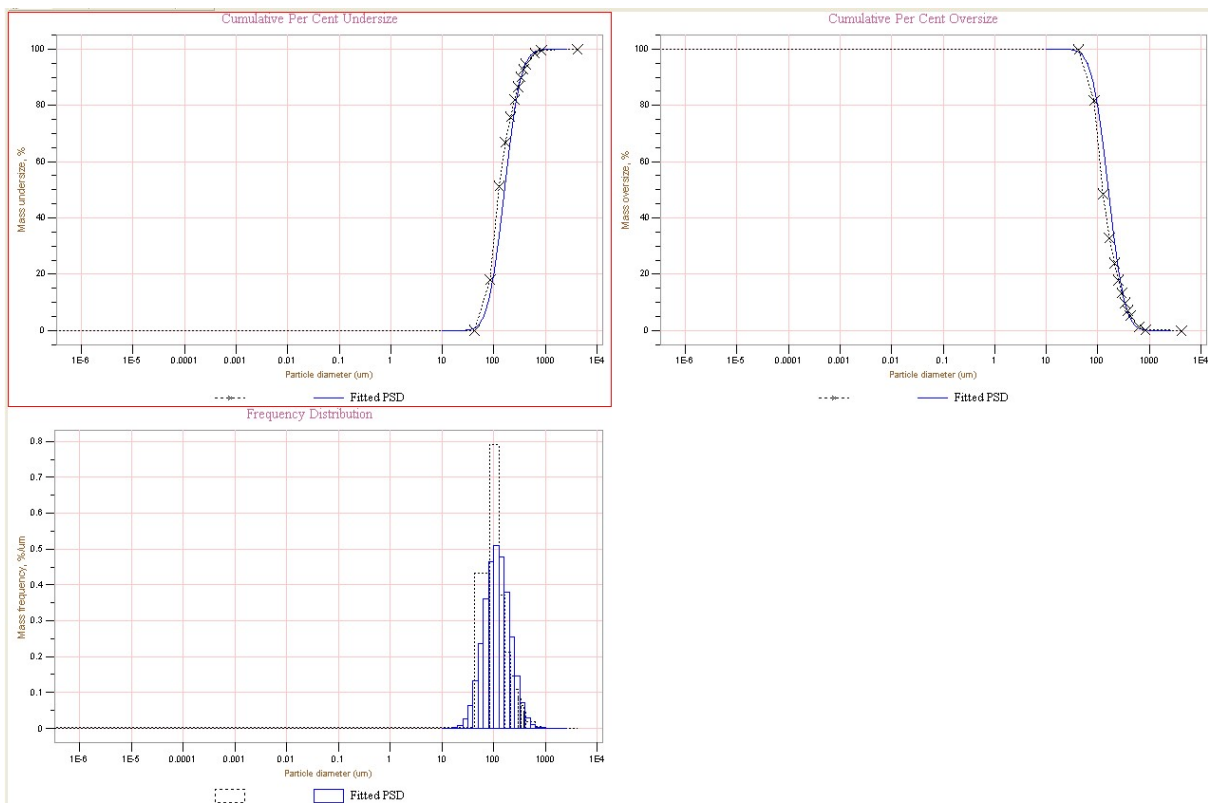 Cumulative Per Cent Undersize
Mass undersize, %
100
80
60
40
20
0
1E-6 1E-5 0.0001 0.001 0.01 0.1 1 10 100 1000 1E4
Particle diameter (um)
Fitted PSD
Cumulative Per Cent Oversize
Mass oversize, %
100
80
60
40
20
0
1E-6 1E-5 0.0001 0.001 0.01 0.1 1 10 100 1000 1E4
Particle diameter (um)
Fitted PSD
Frequency Distribution
Mass frequency, %/um
0.8
0.7
0.6
0.5
0.4
0.3
0.2
0.1
0
1E-6 1E-5 0.0001 0.001 0.01 0.1 1 10 100 1000 1E4
Particle diameter (um)
Fitted PSD